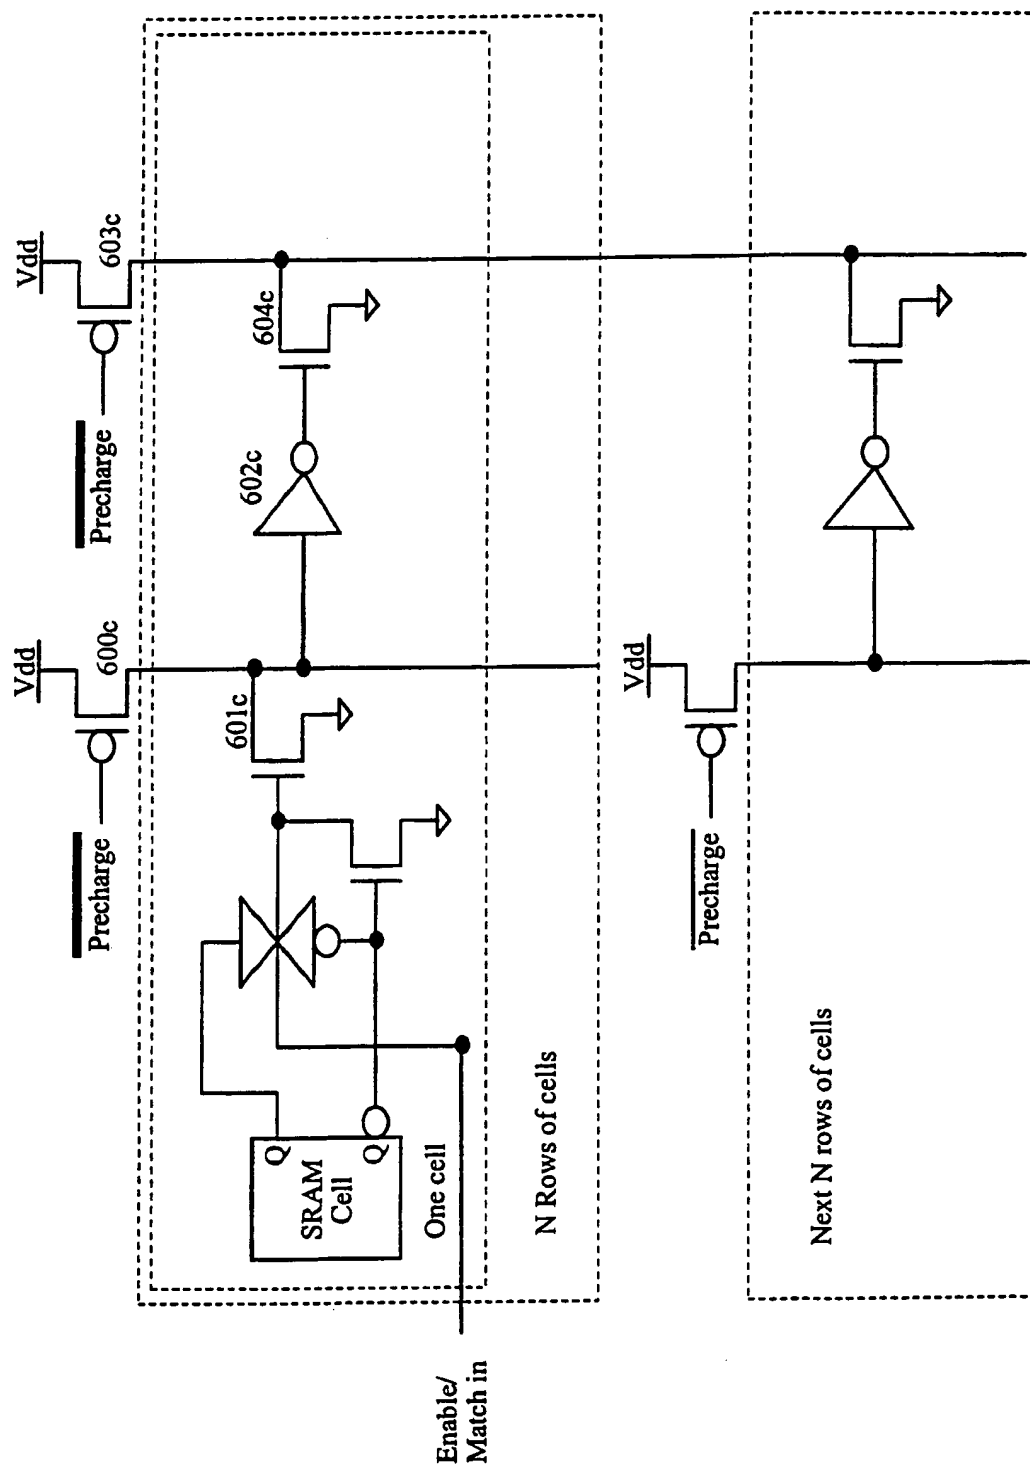 Vdd
603c
Precharge
Vdd
600c
Precharge
604c
602c
601c
Q
Q
SRAM
Cell
One cell
N Rows of cells
Enable/
Match in
Vdd
Precharge
Next N rows of cells